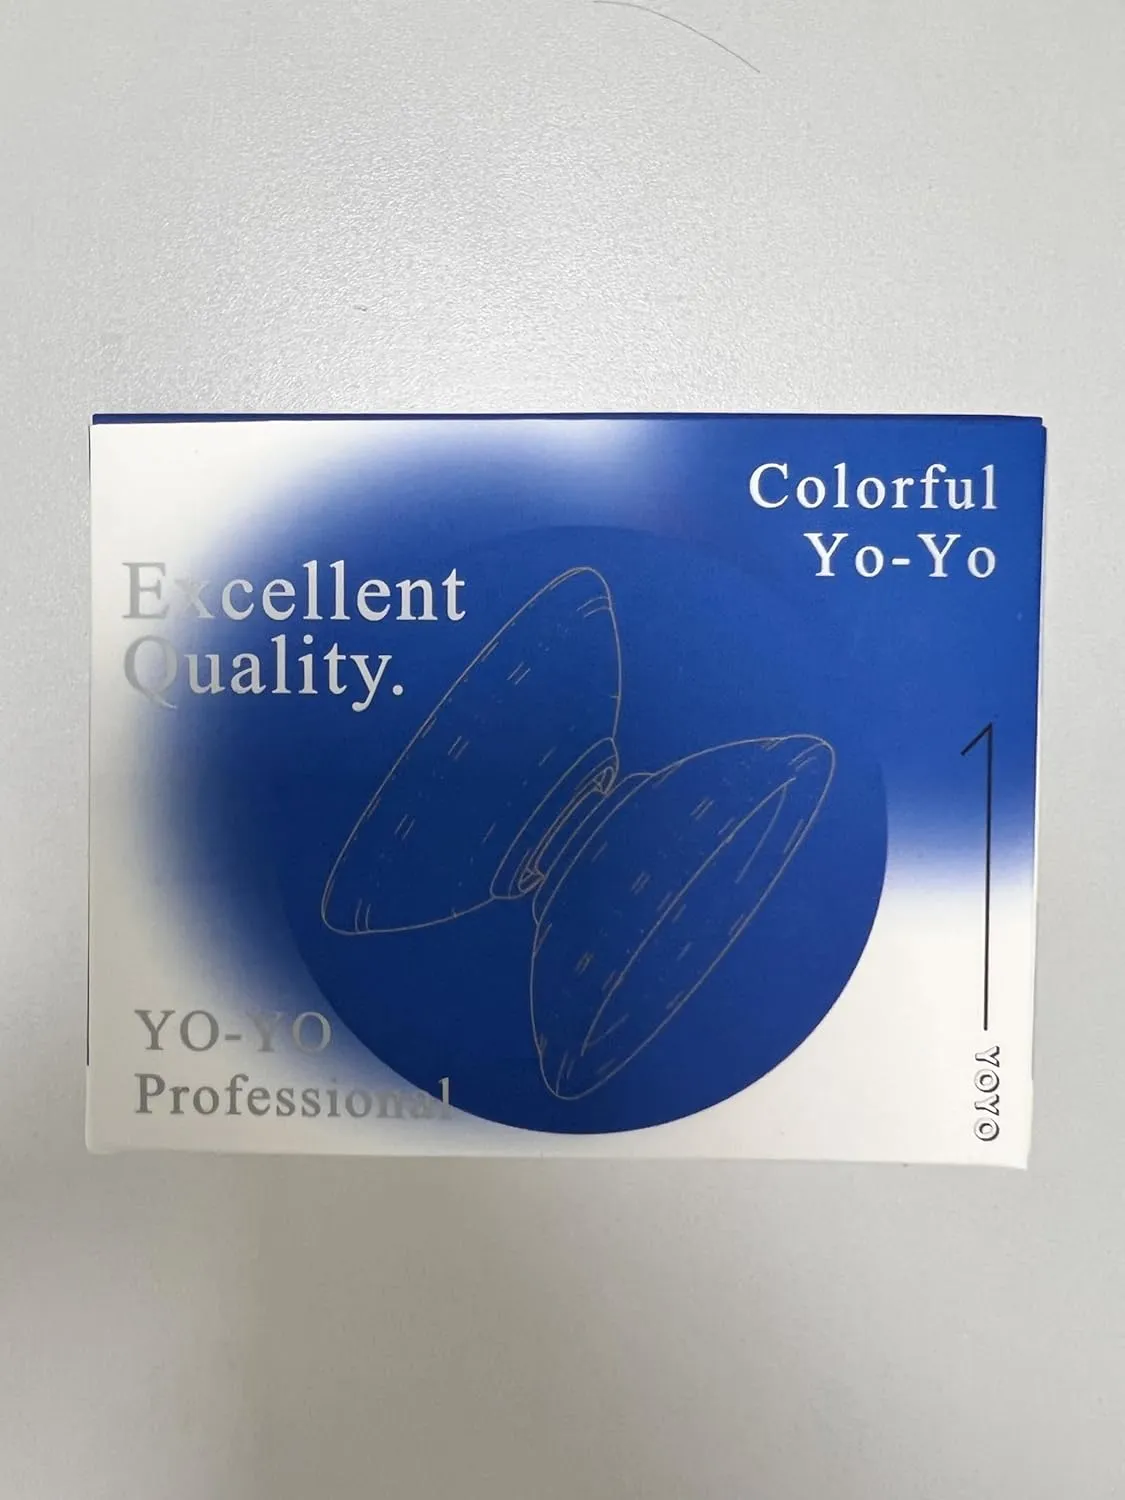 Colorful
Yo-Yo
Excellent
Quality.
1
YOYO
YO-YO
Professional